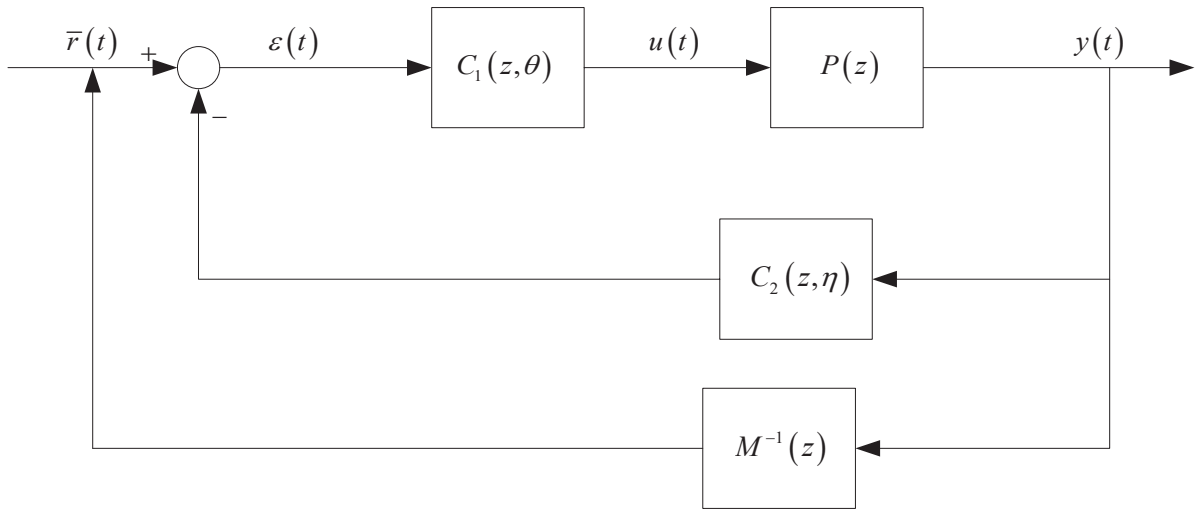 r̅(t) + ε(t) C₁(z,θ) u(t) P(z) y(t)
−
C₂(z,η)
M⁻¹(z)